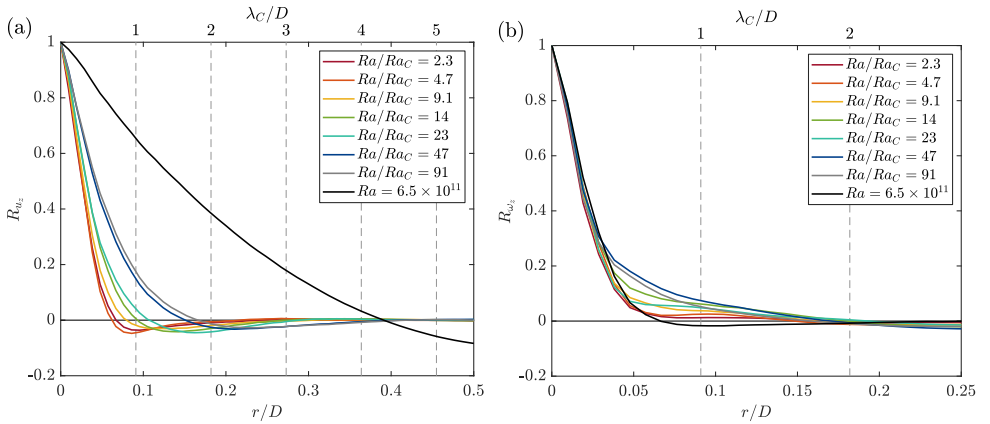 (a)
λ_C/D
1 2 3 4 5
1
0.8
0.6
0.4
0.2
0
-0.2
R_{u_z}
Ra/Ra_C = 2.3
Ra/Ra_C = 4.7
Ra/Ra_C = 9.1
Ra/Ra_C = 14
Ra/Ra_C = 23
Ra/Ra_C = 47
Ra/Ra_C = 91
Ra = 6.5 × 10^{11}
0 0.1 0.2 0.3 0.4 0.5
r/D
(b)
λ_C/D
1 2
1
0.8
0.6
0.4
0.2
0
-0.2
R_{ω_z}
Ra/Ra_C = 2.3
Ra/Ra_C = 4.7
Ra/Ra_C = 9.1
Ra/Ra_C = 14
Ra/Ra_C = 23
Ra/Ra_C = 47
Ra/Ra_C = 91
Ra = 6.5 × 10^{11}
0 0.05 0.1 0.15 0.2 0.25
r/D